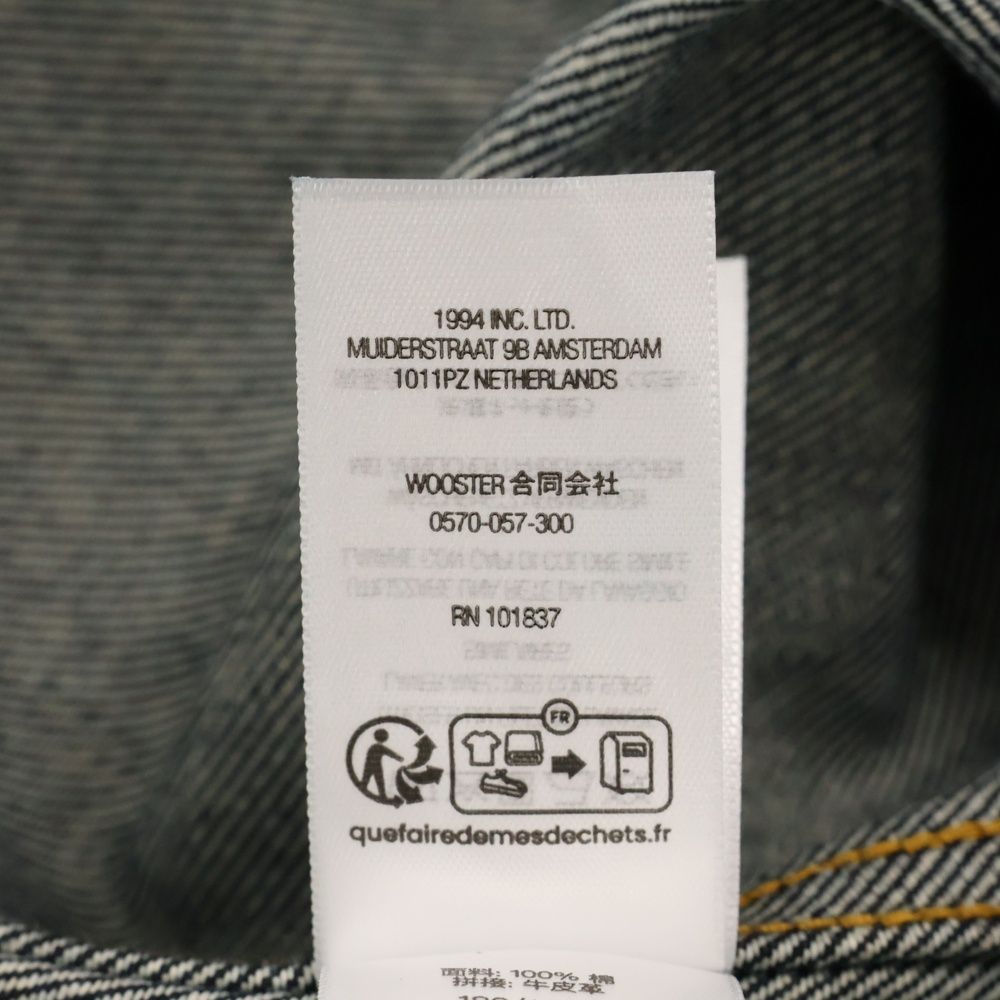 1994 INC. LTD.
MUIDERSTRAAT 9B AMSTERDAM
1011PZ NETHERLANDS
WOOSTER 合同会社
0570-057-300
RN 101837
FR
quefairedemesdechets.fr
面料: 100% 棉
拼接: 牛皮革